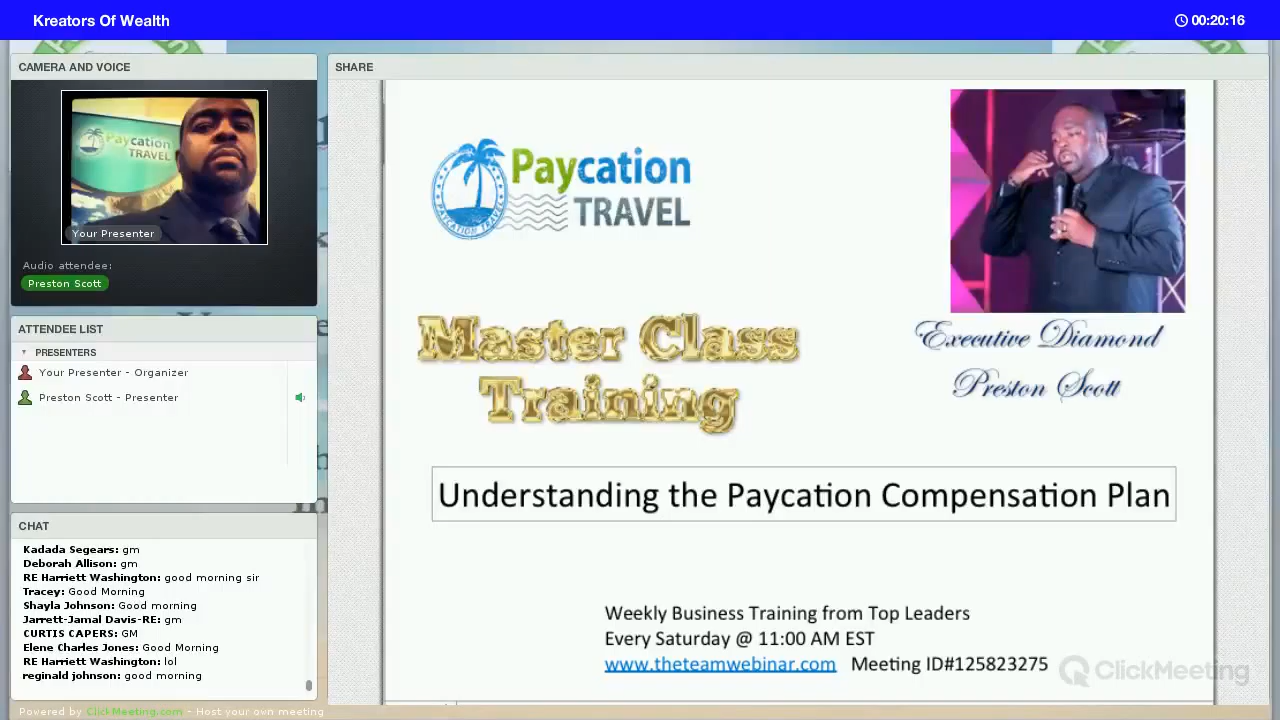 Kreators Of Wealth
00:20:16
CAMERA AND VOICE
Paycation
TRAVEL
Your Presenter
Audio attendee:
Preston Scott
ATTENDEE LIST
PRESENTERS
Your Presenter - Organizer
Preston Scott - Presenter
CHAT
Kadada Segears: gm
Deborah Allison: gm
RE Harriett Washington: good morning sir
Tracey: Good Morning
Shayla Johnson: Good morning
Jarrett-Jamal Davis-RE: gm
CURTIS CAPERS: GM
Elene Charles Jones: Good Morning
RE Harriett Washington: lol
reginald johnson: good morning
Powered by ClickMeeting.com - Host your own meeting
SHARE
Paycation
TRAVEL
PAYCATION TRAVEL
Executive Diamond
Preston Scott
Master Class
Training
Understanding the Paycation Compensation Plan
Weekly Business Training from Top Leaders
Every Saturday @ 11:00 AM EST
www.theteamwebinar.com Meeting ID#125823275
ClickMeeting